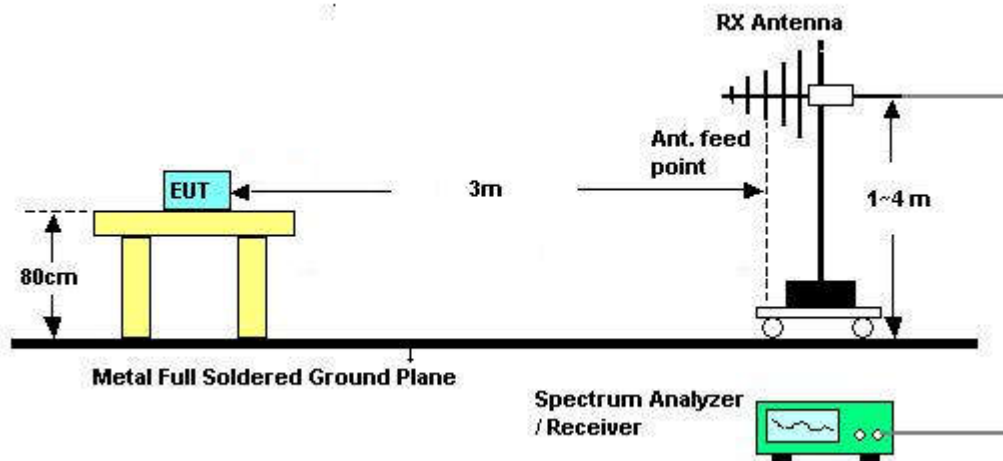 RX Antenna
Ant. feed
point
EUT
3m
1~4 m
80cm
Metal Full Soldered Ground Plane
Spectrum Analyzer
/ Receiver